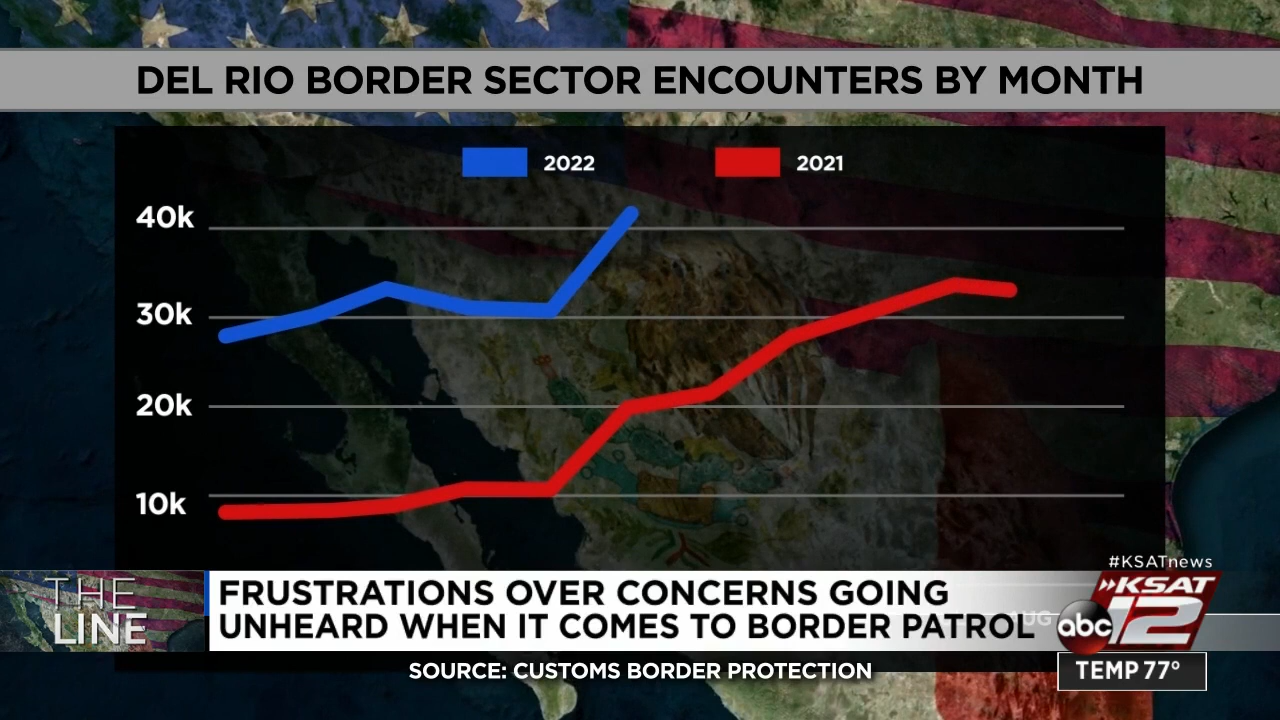 DEL RIO BORDER SECTOR ENCOUNTERS BY MONTH
2022
2021
40k
30k
20k
10k
#KSATnews
THE
LINE
FRUSTRATIONS OVER CONCERNS GOING
UNHEARD WHEN IT COMES TO BORDER PATROL
AUG
abc
KSAT
12
SOURCE: CUSTOMS BORDER PROTECTION
TEMP 77°